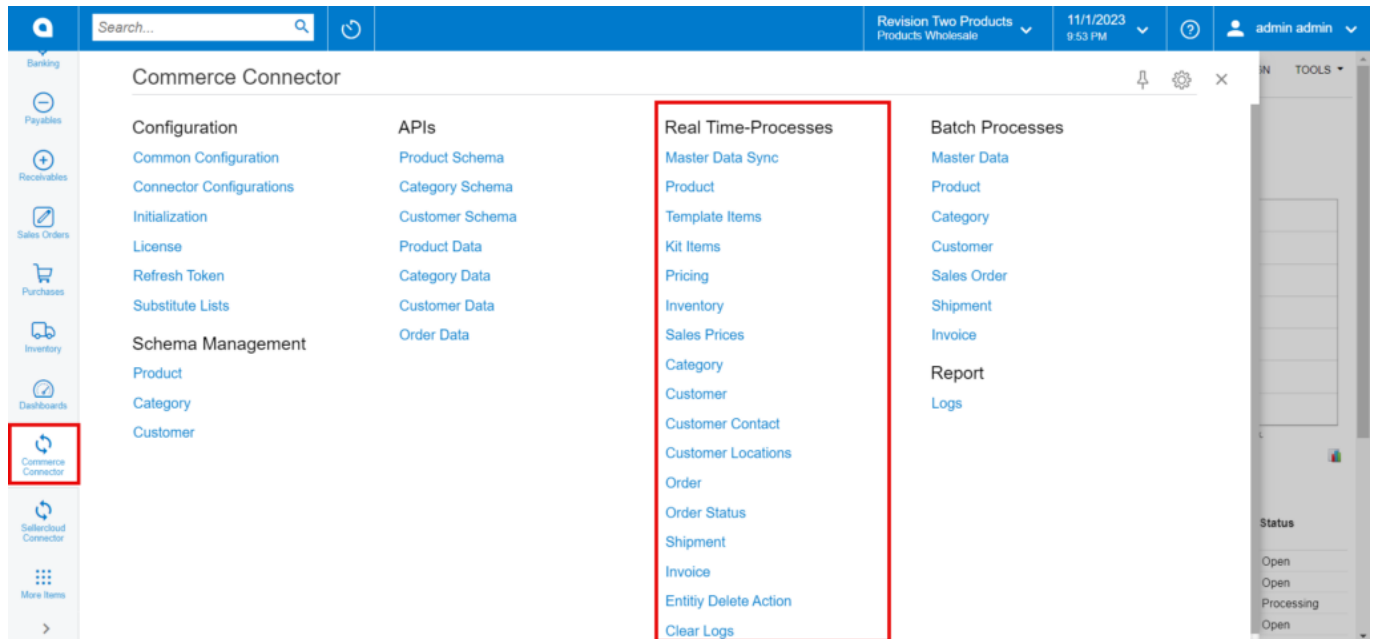 Search...
Revision Two Products
Products Wholesale
11/1/2023
9:53 PM
admin admin
Banking
Payables
Receivables
Sales Orders
Purchases
Inventory
Dashboards
Commerce
Connector
Sellercloud
Connector
More Items
Commerce Connector
Configuration
Common Configuration
Connector Configurations
Initialization
License
Refresh Token
Substitute Lists
Schema Management
Product
Category
Customer
APIs
Product Schema
Category Schema
Customer Schema
Product Data
Category Data
Customer Data
Order Data
Real Time-Processes
Master Data Sync
Product
Template Items
Kit Items
Pricing
Inventory
Sales Prices
Category
Customer
Customer Contact
Customer Locations
Order
Order Status
Shipment
Invoice
Entitiy Delete Action
Clear Logs
Batch Processes
Master Data
Product
Category
Customer
Sales Order
Shipment
Invoice
Report
Logs
TOOLS
Status
Open
Open
Processing
Open